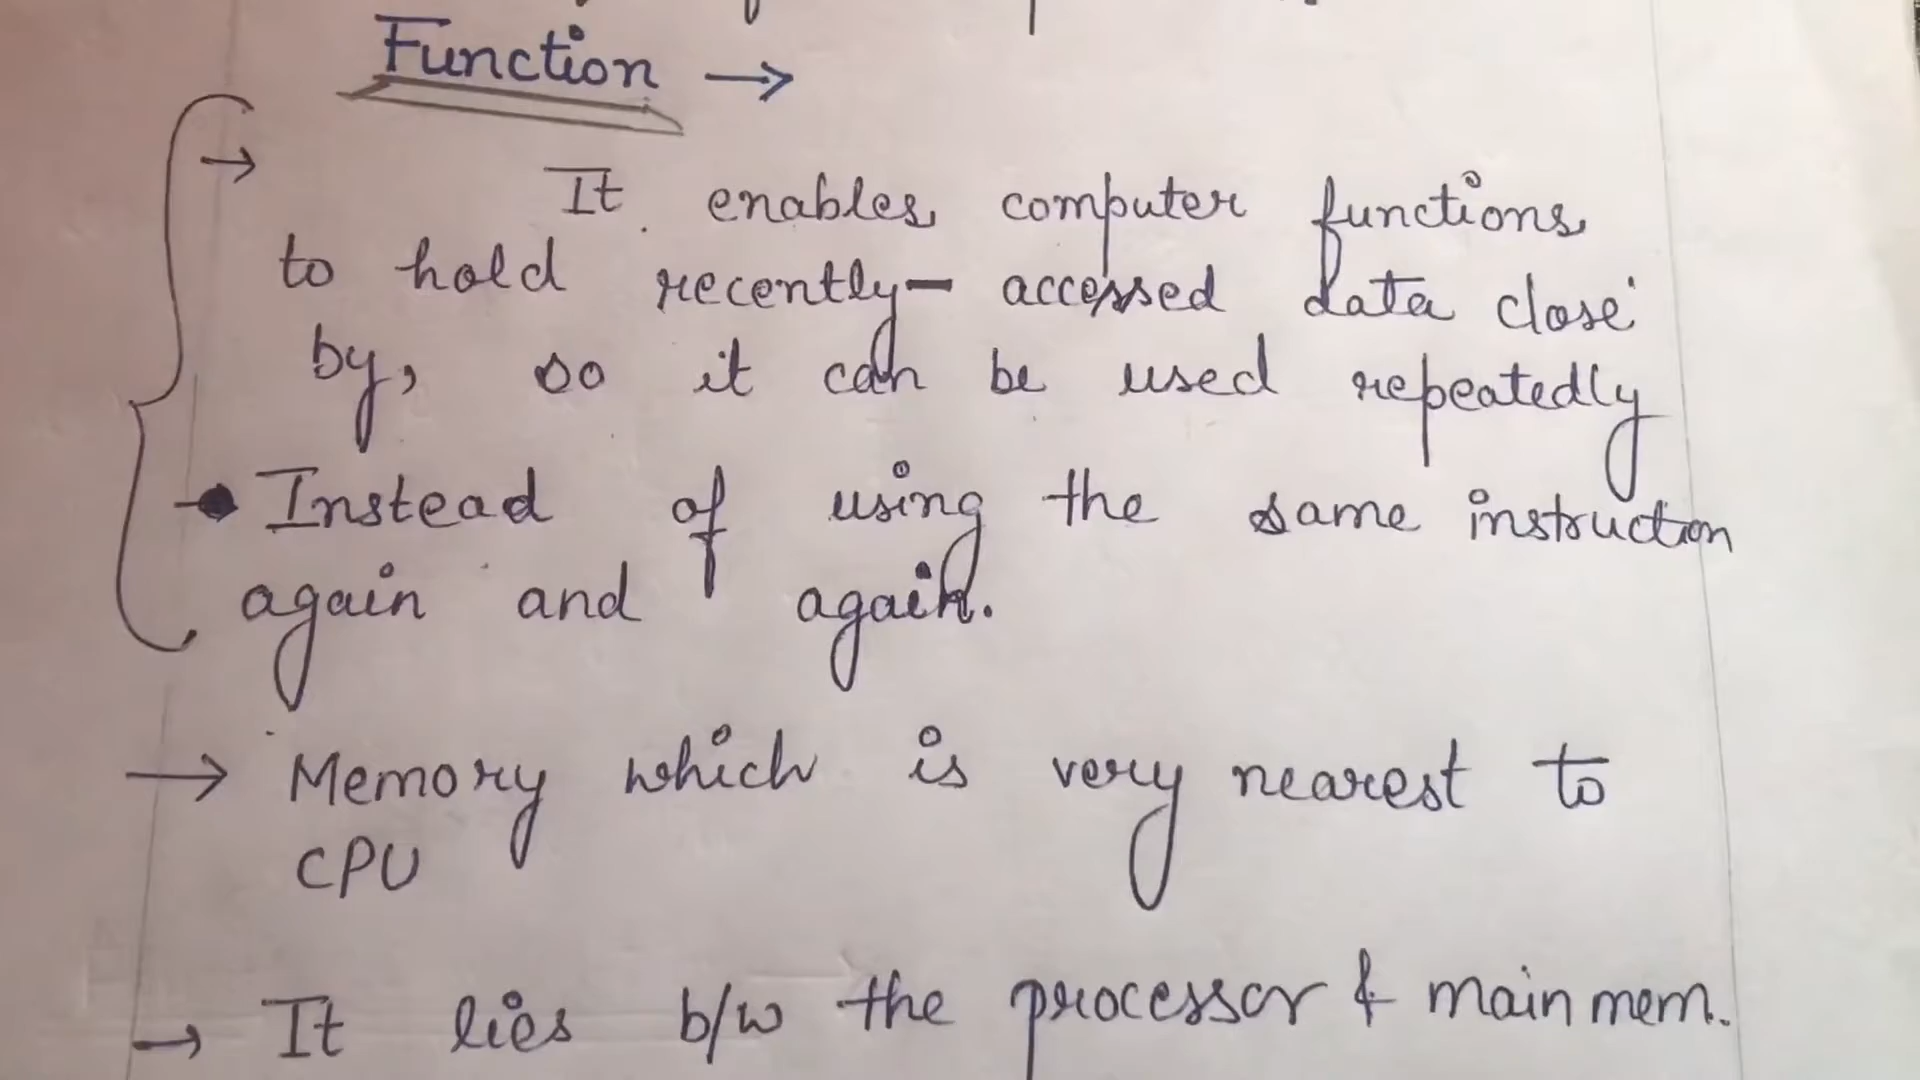 Function →
→ It enables computer functions
to hold recently- accessed data close
by, so it can be used repeatedly
Instead of using the same instruction
again and again.
→ Memory which is very nearest to
CPU
→ It lies b/w the processor & main mem.